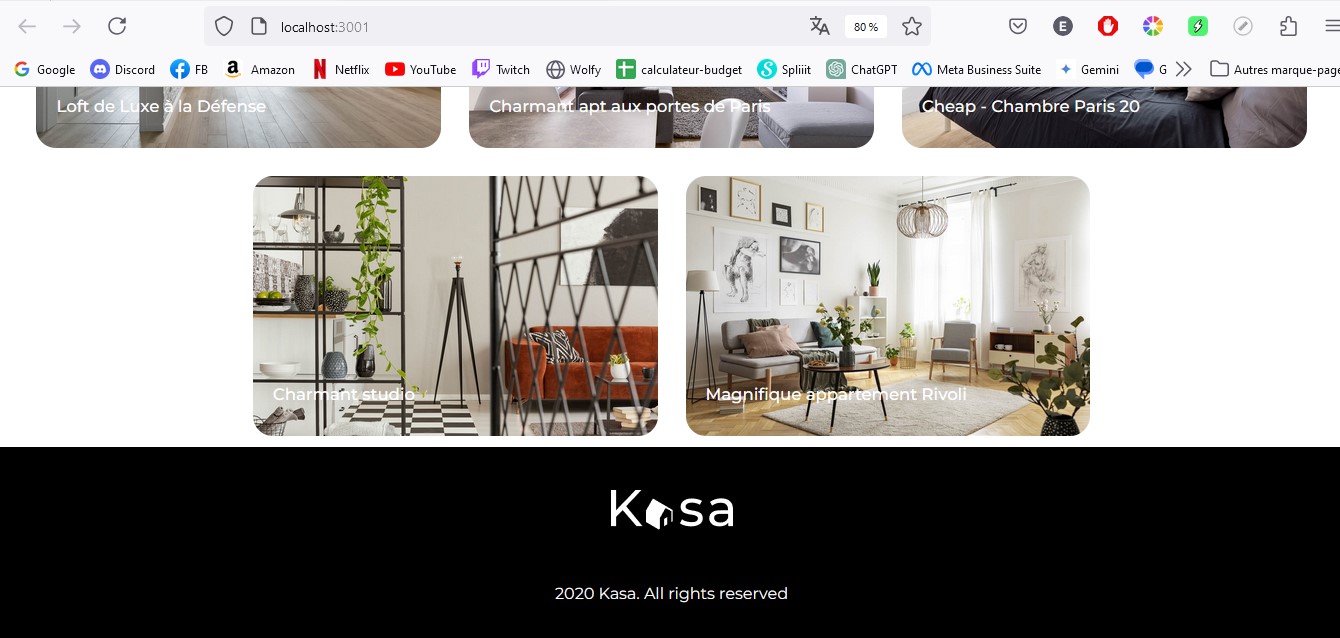 localhost:3001
80 %
E
Google Discord FB Amazon Netflix YouTube Twitch Wolfy calculateur-budget Spliiit ChatGPT Meta Business Suite Gemini G Autres marque-page
Loft de Luxe à la Défense
Charmant apt aux portes de Paris
Cheap - Chambre Paris 20
Charmant studio
Magnifique appartement Rivoli
Kasa
2020 Kasa. All rights reserved